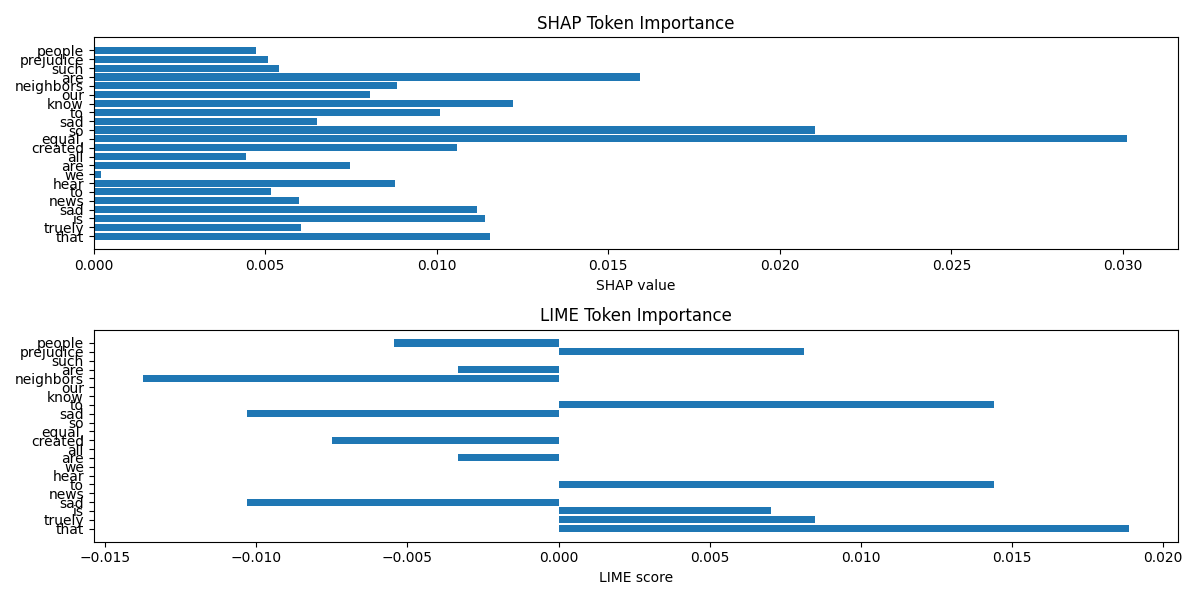 SHAP Token Importance
people
prejudice
such
are
neighbors
our
know
to
sad
so
equal,
created
all
are
we
hear
to
news
sad
is
truely
that
0.000 0.005 0.010 0.015 0.020 0.025 0.030
SHAP value
LIME Token Importance
people
prejudice
such
are
neighbors
our
know
to
sad
so
equal,
created
all
are
we
hear
to
news
sad
is
truely
that
−0.015 −0.010 −0.005 0.000 0.005 0.010 0.015 0.020
LIME score